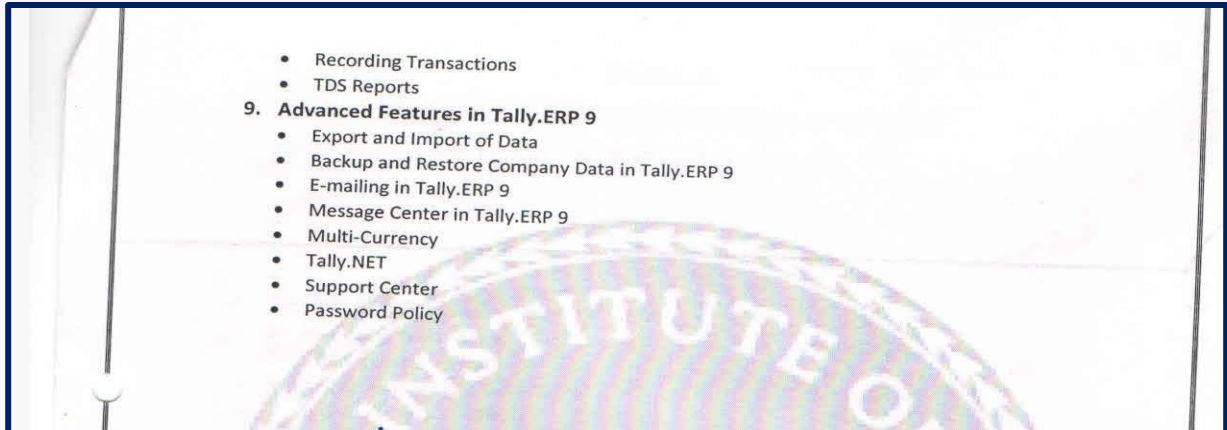 • Recording Transactions
• TDS Reports
9. Advanced Features in Tally.ERP 9
• Export and Import of Data
• Backup and Restore Company Data in Tally.ERP 9
• E-mailing in Tally.ERP 9
• Message Center in Tally.ERP 9
• Multi-Currency
• Tally.NET
• Support Center
• Password Policy
INSTITUTE O